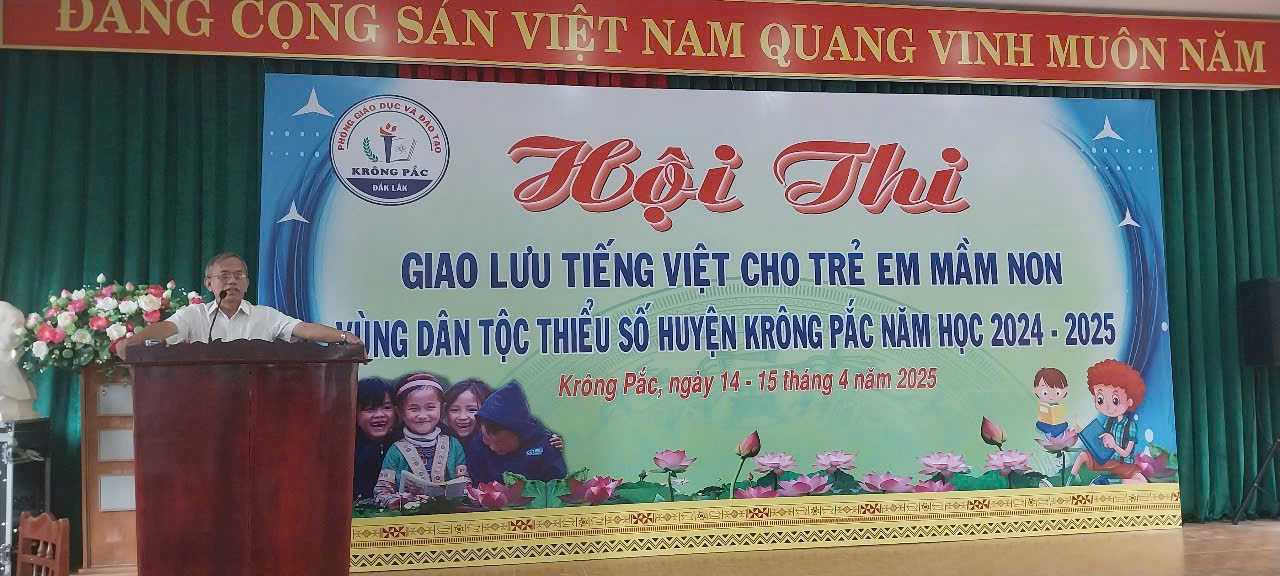 ĐẢNG CỘNG SẢN VIỆT NAM QUANG VINH MUÔN NĂM
PHÒNG GIÁO DỤC VÀ ĐÀO TẠO
KRÔNG PẮC
ĐẮK LẮK
Hội Thi
GIAO LƯU TIẾNG VIỆT CHO TRẺ EM MẦM NON
VÙNG DÂN TỘC THIỂU SỐ HUYỆN KRÔNG PẮC NĂM HỌC 2024 - 2025
Krông Pắc, ngày 14 - 15 tháng 4 năm 2025